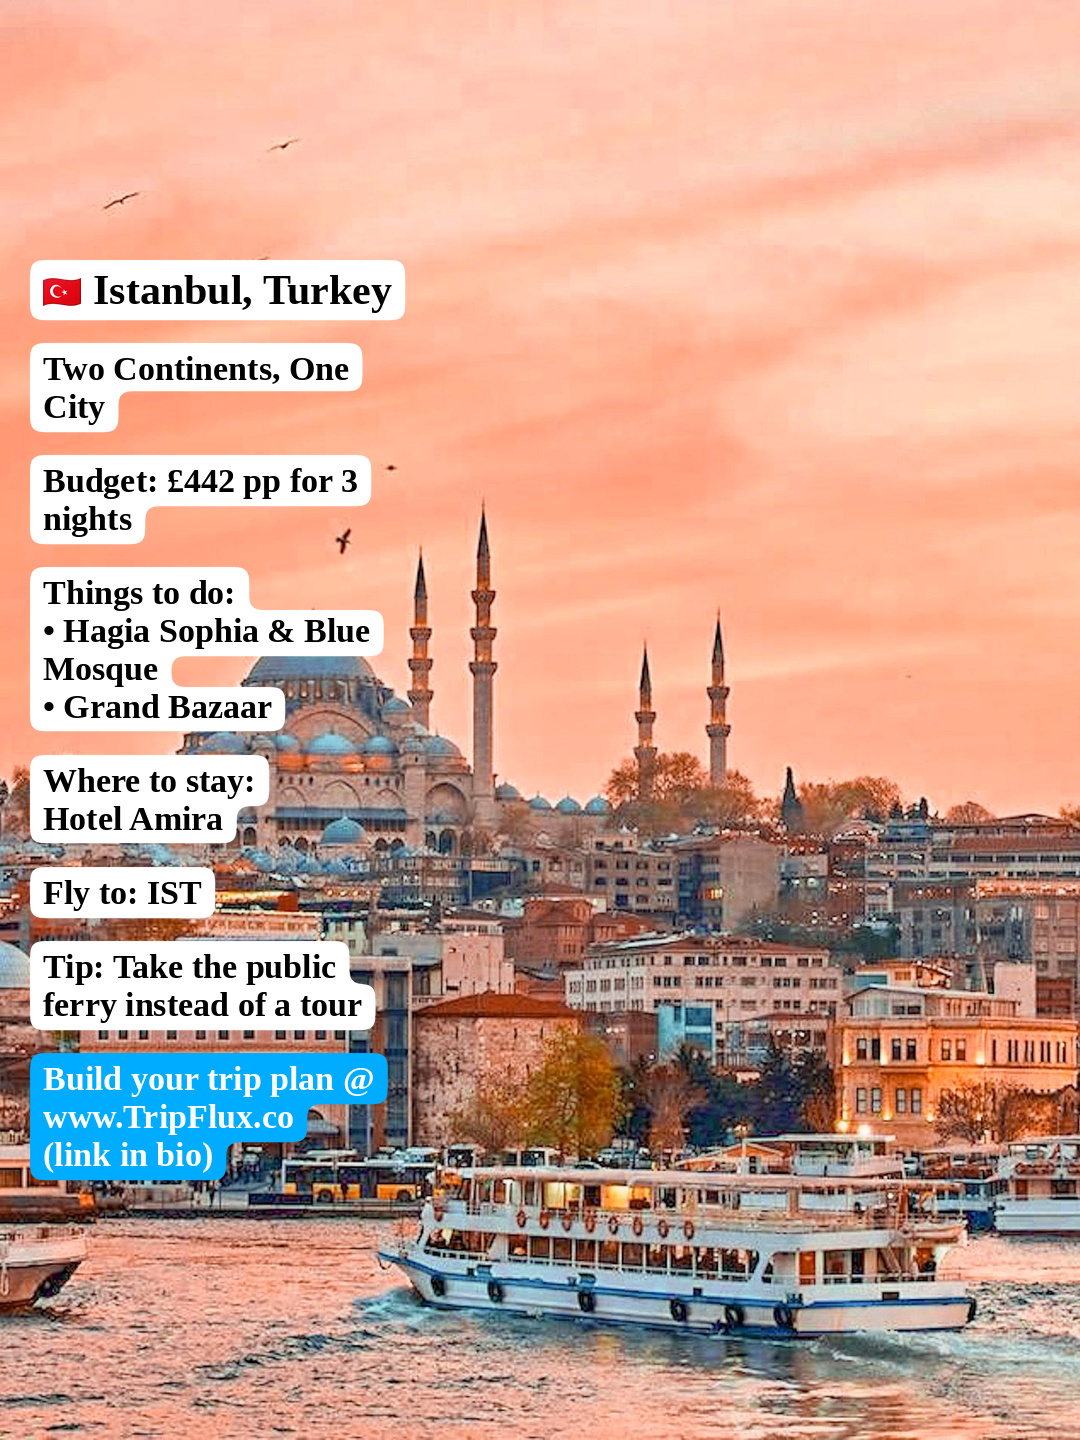 🇹🇷 Istanbul, Turkey
Two Continents, One
City
Budget: £442 pp for 3
nights
Things to do:
• Hagia Sophia & Blue
Mosque
• Grand Bazaar
Where to stay:
Hotel Amira
Fly to: IST
Tip: Take the public
ferry instead of a tour
Build your trip plan @
www.TripFlux.co
(link in bio)